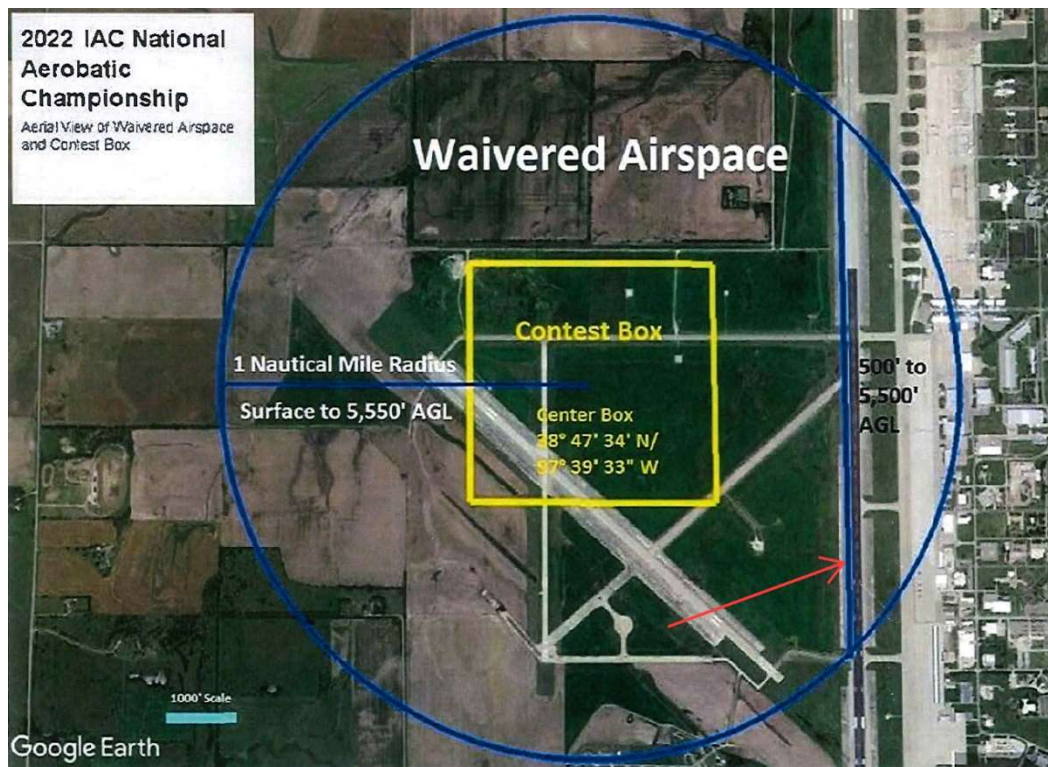 2022 IAC National
Aerobatic
Championship
Aerial View of Waivered Airspace
and Contest Box
Waivered Airspace
Contest Box
1 Nautical Mile Radius
Surface to 5,550' AGL
500' to
5,500'
AGL
Center Box
38° 47' 34' N/
97° 39' 33" W
1000' Scale
Google Earth